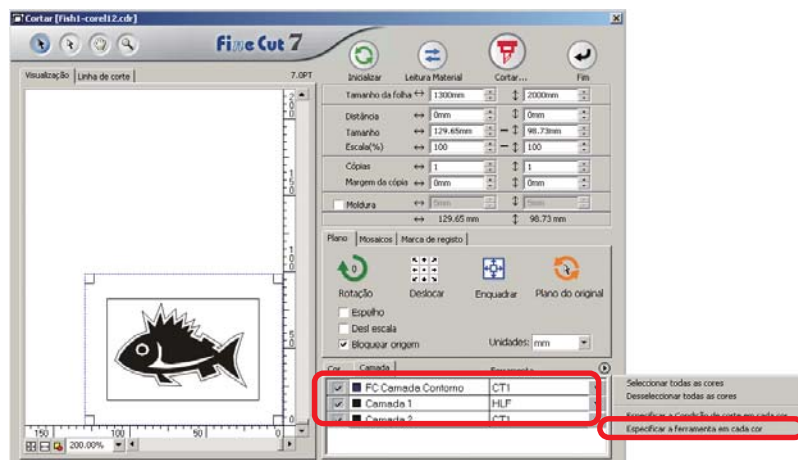 Cortar [Fish1-corel12.cdr]
Fine Cut 7
Inicializar
Leitura Material
Cortar...
Fim
Visualização
Linha de corte
7.0PT
Tamanho da folha 1300mm 2000mm
Distância 0mm 0mm
Tamanho 129.65mm 98.73mm
Escala(%) 100 100
Cópias 1 1
Margem da cópia 0mm 0mm
Moldura 5mm 5mm
129.65 mm 98.73 mm
Plano Mosaicos Marca de registo
Rotação
Deslocar
Enquadrar
Plano do original
Espelho
Desl escala
Bloquear origem
Unidades: mm
Cor Camada Ferramenta
FC Camada Contorno CT1
Camada 1 HLF
Camada 2 CT1
Seleccionar todas as cores
Desseleccionar todas as cores
Especificar a Condição de corte em cada cor
Especificar a ferramenta em cada cor
150 100 50 0
200.00%